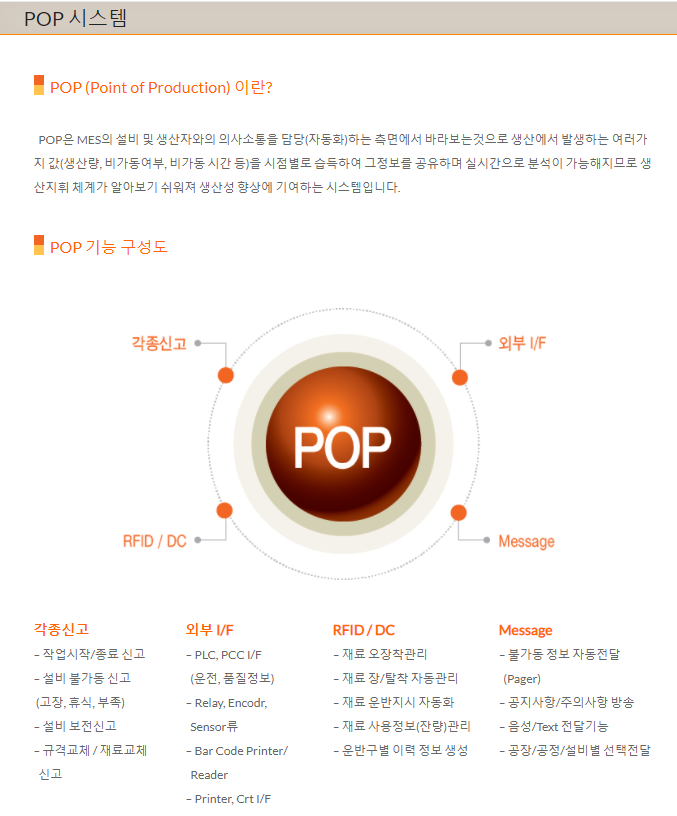 POP 시스템
POP (Point of Production) 이란?
POP은 MES의 설비 및 생산자와의 의사소통을 담당(자동화)하는 측면에서 바라보는것으로 생산에서 발생하는 여러가
지 값(생산량, 비가동여부, 비가동 시간 등)을 시점별로 습득하여 그정보를 공유하며 실시간으로 분석이 가능해지므로 생
산지휘 체계가 알아보기 쉬워져 생산성 향상에 기여하는 시스템입니다.
POP 기능 구성도
각종신고
외부 I/F
POP
RFID / DC
Message
각종신고
– 작업시작/종료 신고
– 설비 불가동 신고
(고장, 휴식, 부족)
– 설비 보전신고
– 규격교체 / 재료교체
신고
외부 I/F
– PLC, PCC I/F
(운전, 품질정보)
– Relay, Encodr,
Sensor류
– Bar Code Printer/
Reader
– Printer, Crt I/F
RFID / DC
– 재료 오장착관리
– 재료 장/탈착 자동관리
– 재료 운반지시 자동화
– 재료 사용정보(잔량)관리
– 운반구별 이력 정보 생성
Message
– 불가동 정보 자동전달
(Pager)
– 공지사항/주의사항 방송
– 음성/Text 전달기능
– 공장/공정/설비별 선택전달